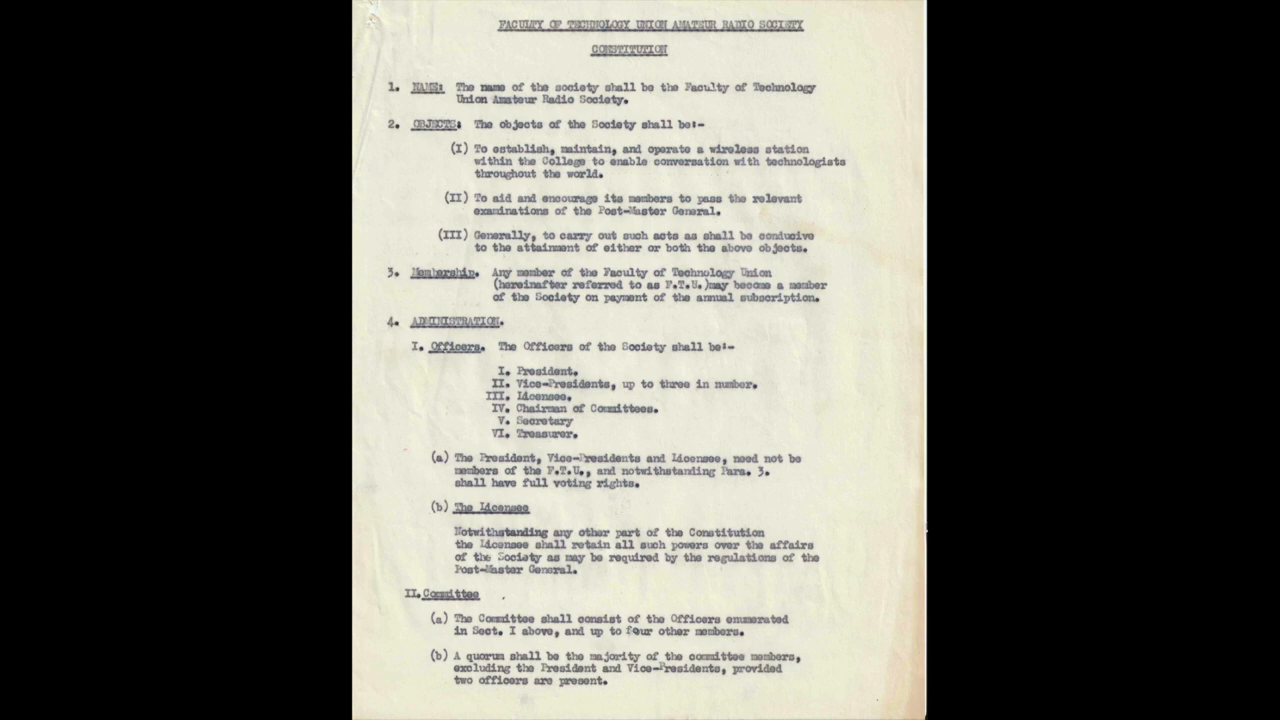 FACULTY OF TECHNOLOGY UNION AMATEUR RADIO SOCIETY
CONSTITUTION
1. NAME: The name of the society shall be the Faculty of Technology
Union Amateur Radio Society.
2. OBJECTS: The objects of the Society shall be:-
(I) To establish, maintain, and operate a wireless station
within the College to enable conversation with technologists
throughout the world.
(II) To aid and encourage its members to pass the relevant
examinations of the Post-Master General.
(III) Generally, to carry out such acts as shall be conducive
to the attainment of either or both the above objects.
3. Membership. Any member of the Faculty of Technology Union
(hereinafter referred to as F.T.U.)may become a member
of the Society on payment of the annual subscription.
4. ADMINISTRATION.
I. Officers. The Officers of the Society shall be:-
I. President.
II. Vice-Presidents, up to three in number.
III. Licensee.
IV. Chairman of Committees.
V. Secretary
VI. Treasurer.
(a) The President, Vice-Presidents and Licensee, need not be
members of the F.T.U., and notwithstanding Para. 3.
shall have full voting rights.
(b) The Licensee
Notwithstanding any other part of the Constitution
the Licensee shall retain all such powers over the affairs
of the Society as may be required by the regulations of the
Post-Master General.
II. Committee
(a) The Committee shall consist of the Officers enumerated
in Sect. I above, and up to four other members.
(b) A quorum shall be the majority of the committee members,
excluding the President and Vice-Presidents, provided
two officers are present.